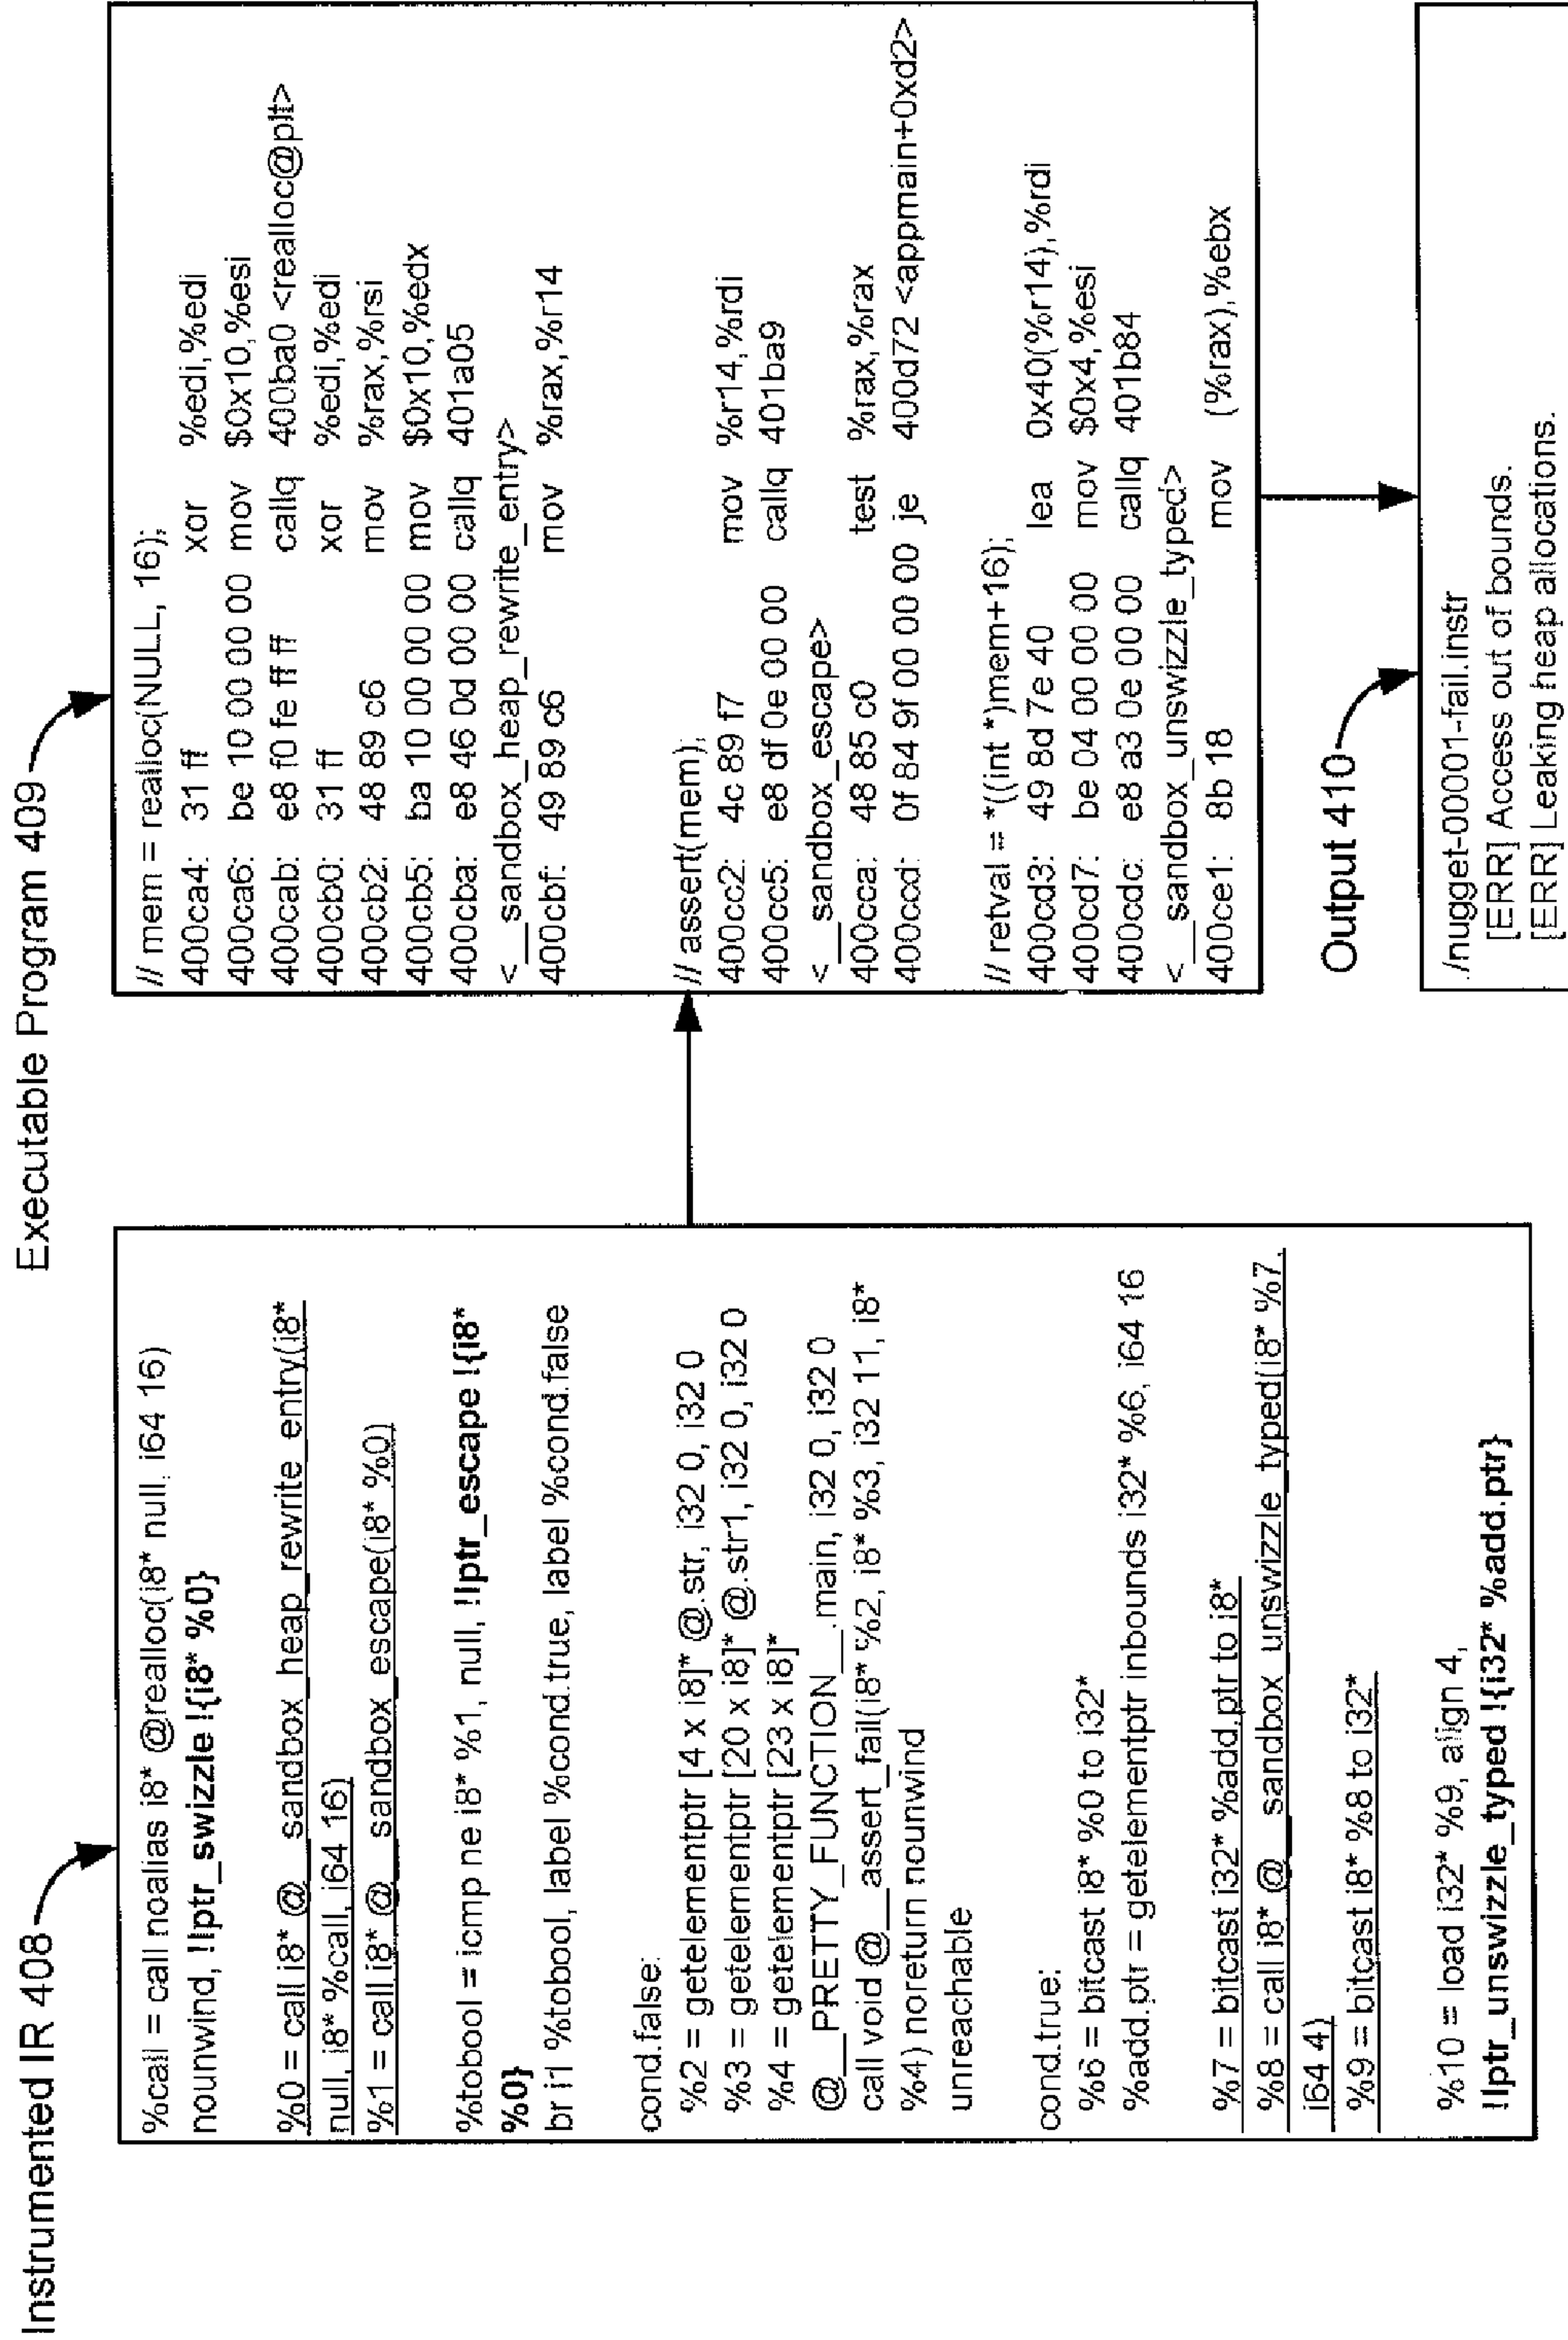 Instrumented IR 408
%call = call noalias i8* @realloc(i8* null, i64 16)
nounwind, !lptr_swizzle !{i8* %0}
%0 = call i8* @__sandbox_heap_rewrite_entry(i8*
null, i8* %call, i64 16)
%1 = call i8* @__sandbox_escape(i8* %0)
%tobool = icmp ne i8* %1, null, !lptr_escape !{i8*
%0}
br i1 %tobool, label %cond.true, label %cond.false
cond.false:
%2 = getelementptr [4 x i8]* @.str, i32 0, i32 0
%3 = getelementptr [20 x i8]* @.str1, i32 0, i32 0
%4 = getelementptr [23 x i8]*
@__PRETTY_FUNCTION__.main, i32 0, i32 0
call void @__assert_fail(i8* %2, i8* %3, i32 11, i8*
%4) noreturn nounwind
unreachable
cond.true:
%6 = bitcast i8* %0 to i32*
%add.ptr = getelementptr inbounds i32* %6, i64 16
%7 = bitcast i32* %add.ptr to i8*
%8 = call i8* @__sandbox_unswizzle_typed(i8* %7,
i64 4)
%9 = bitcast i8* %8 to i32*
%10 = load i32* %9, align 4,
!lptr_unswizzle_typed !{i32* %add.ptr}
Executable Program 409
// mem = realloc(NULL, 16);
400ca4: 31 ff xor %edi,%edi
400ca6: be 10 00 00 00 mov $0x10,%esi
400cab: e8 f0 fe ff ff callq 400ba0 <realloc@plt>
400cb0: 31 ff xor %edi,%edi
400cb2: 48 89 c6 mov %rax,%rsi
400cb5: ba 10 00 00 00 mov $0x10,%edx
400cba: e8 46 0d 00 00 callq 401a05
<__sandbox_heap_rewrite_entry>
400cbf: 49 89 c6 mov %rax,%r14
// assert(mem);
400cc2: 4c 89 f7 mov %r14,%rdi
400cc5: e8 df 0e 00 00 callq 401ba9
<__sandbox_escape>
400cca: 48 85 c0 test %rax,%rax
400ccd: 0f 84 9f 00 00 00 je 400d72 <appmain+0xd2>
// retval = *((int *)mem+16);
400cd3: 49 8d 7e 40 lea 0x40(%r14),%rdi
400cd7: be 04 00 00 00 mov $0x4,%esi
400cdc: e8 a3 0e 00 00 callq 401b84
<__sandbox_unswizzle_typed>
400ce1: 8b 18 mov (%rax),%ebx
Output 410
./nugget-00001-fail.instr
[ERR] Access out of bounds.
[ERR] Leaking heap allocations.